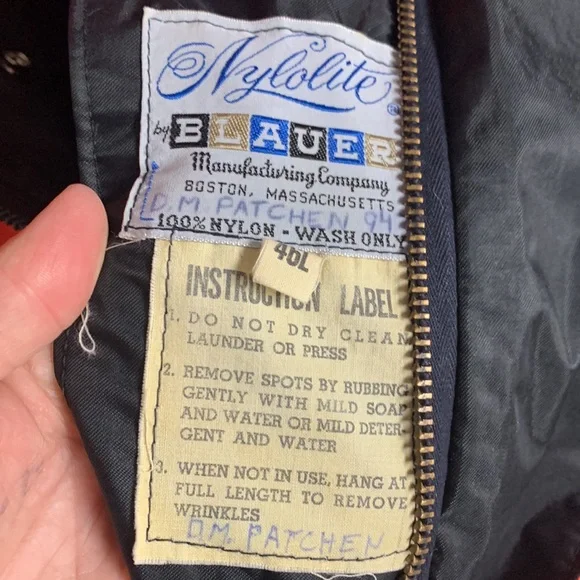 Nylolite
by BLAUER
Manufacturing Company
BOSTON, MASSACHUSETTS
D.M. PATCHEN 94
100% NYLON - WASH ONLY
46L
INSTRUCTION LABEL
1. DO NOT DRY CLEAN
LAUNDER OR PRESS
2. REMOVE SPOTS BY RUBBING
GENTLY WITH MILD SOAP
AND WATER OR MILD DETER-
GENT AND WATER
3. WHEN NOT IN USE, HANG AT
FULL LENGTH TO REMOVE
WRINKLES
D.M. PATCHEN